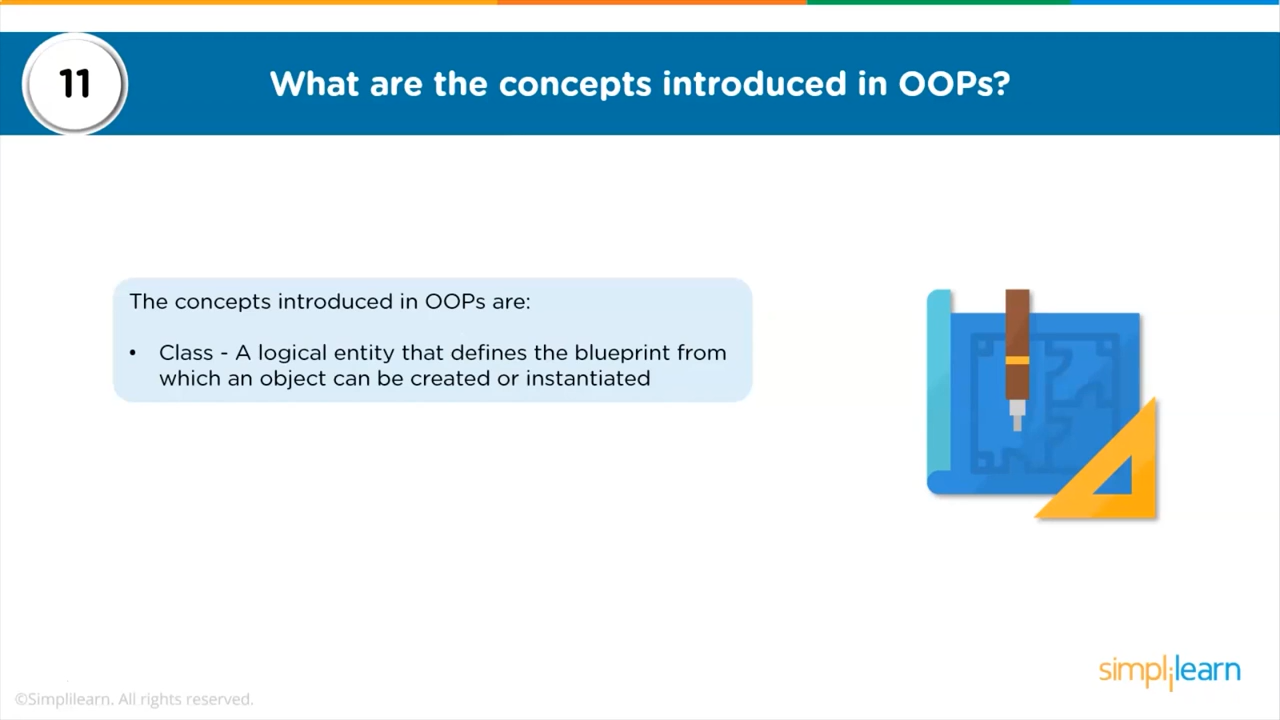 11
What are the concepts introduced in OOPs?
The concepts introduced in OOPs are:
• Class - A logical entity that defines the blueprint from
which an object can be created or instantiated
simplilearn
©Simplilearn. All rights reserved.